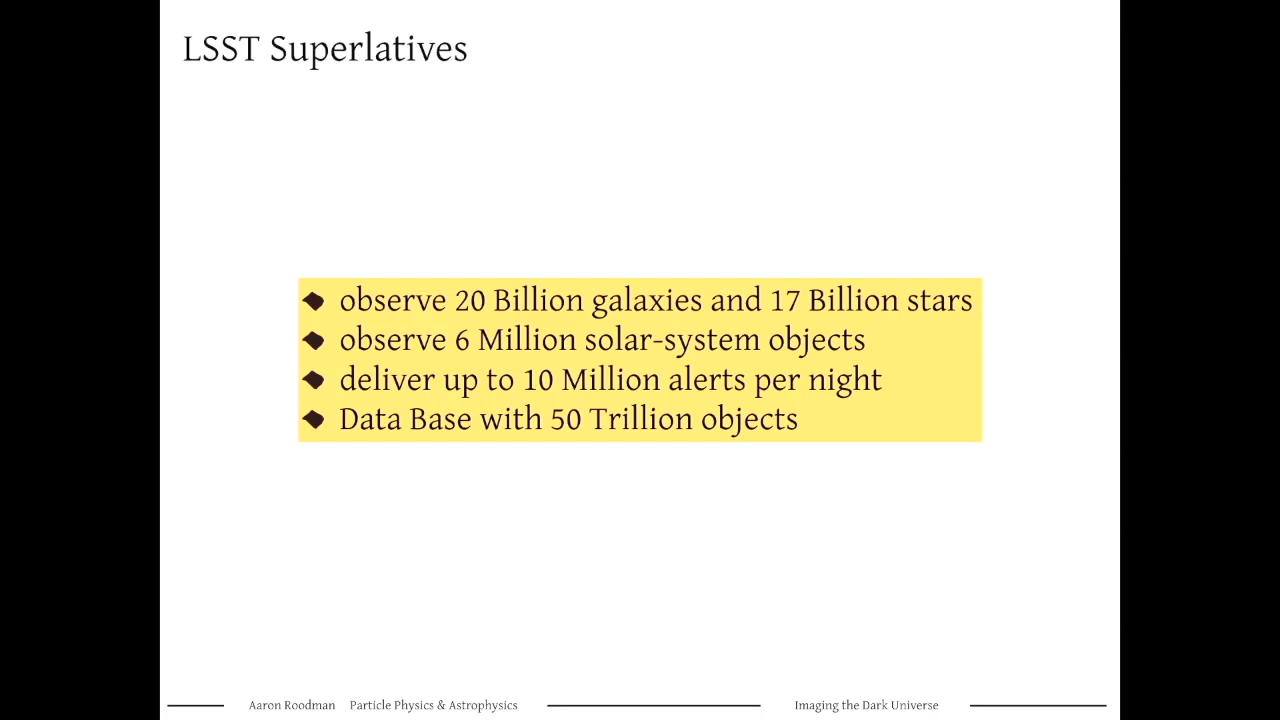 LSST Superlatives
observe 20 Billion galaxies and 17 Billion stars
observe 6 Million solar-system objects
deliver up to 10 Million alerts per night
Data Base with 50 Trillion objects
Aaron Roodman Particle Physics & Astrophysics Imaging the Dark Universe